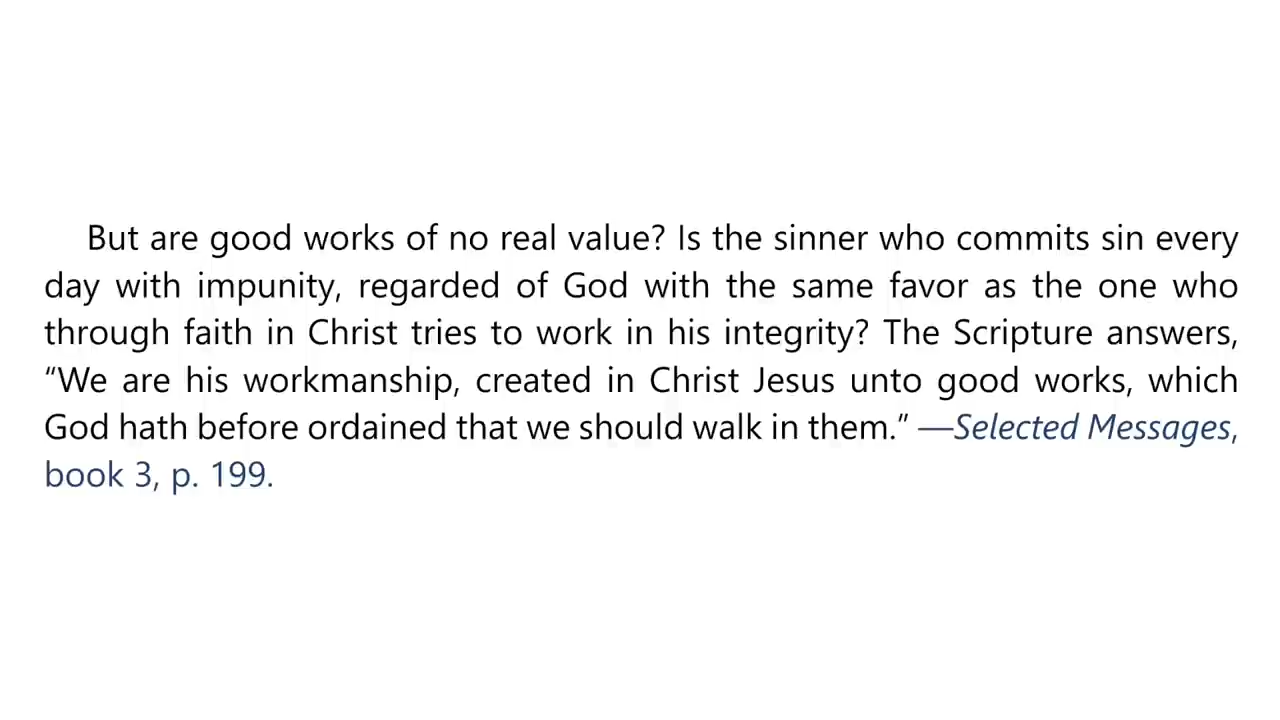 But are good works of no real value? Is the sinner who commits sin every
day with impunity, regarded of God with the same favor as the one who
through faith in Christ tries to work in his integrity? The Scripture answers,
“We are his workmanship, created in Christ Jesus unto good works, which
God hath before ordained that we should walk in them.” —Selected Messages,
book 3, p. 199.